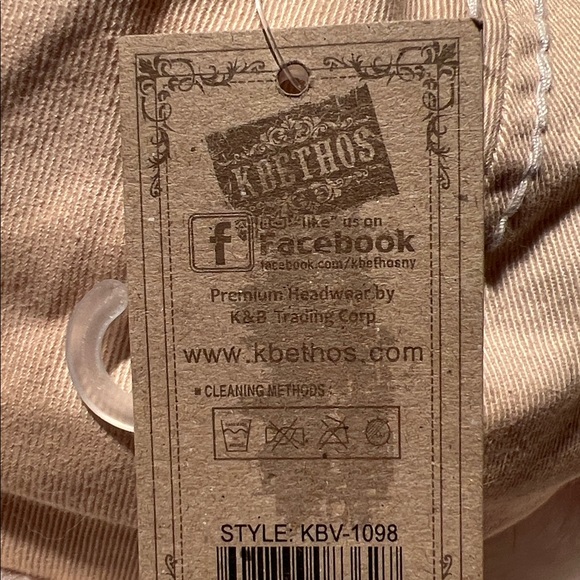 KBETHOS
"like" us on
facebook
facebook.com/kbethosny
Premium Headwear by
K&B Trading Corp
www.kbethos.com
■ CLEANING METHODS :
STYLE: KBV-1098